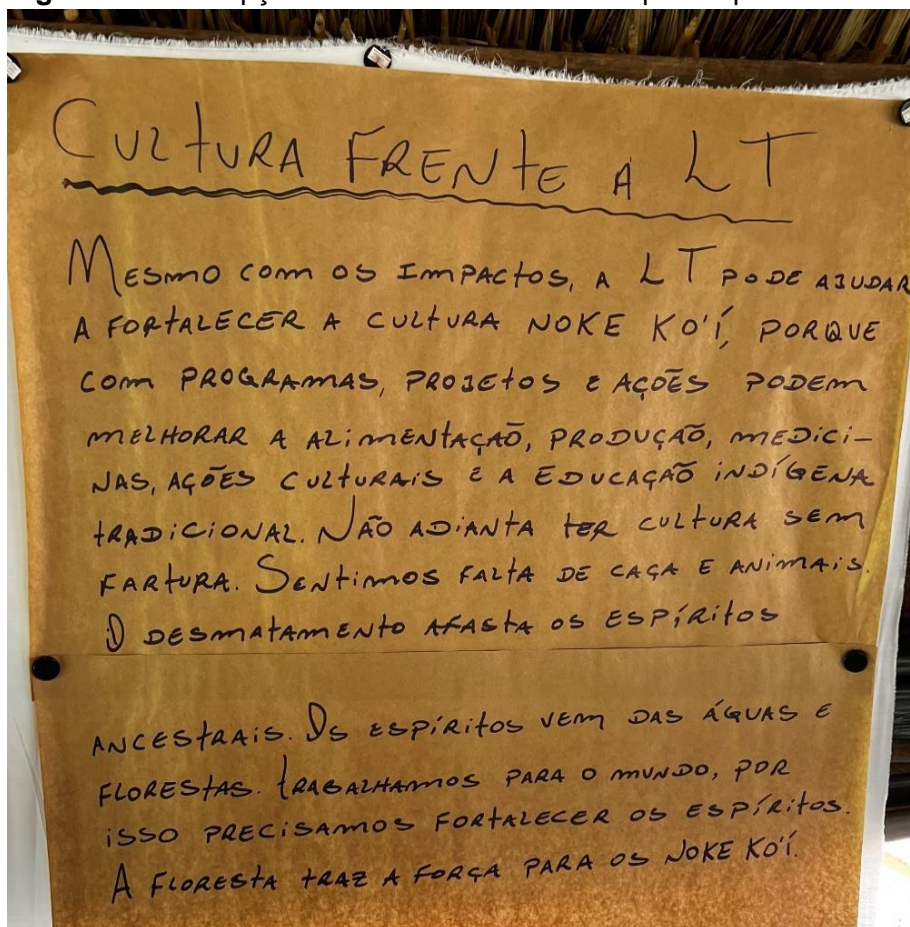 CULTURA FRENTE A LT
MESMO COM OS IMPACTOS, A LT PODE AJUDAR
A FORTALECER A CULTURA NOKE KO'Í, PORQUE
COM PROGRAMAS, PROJETOS E AÇÕES PODEM
MELHORAR A ALIMENTAÇÃO, PRODUÇÃO, MEDICI-
NAS, AÇÕES CULTURAIS E A EDUCAÇÃO INDÍGENA
TRADICIONAL. NÃO ADIANTA TER CULTURA SEM
FARTURA. SENTIMOS FALTA DE CAÇA E ANIMAIS.
O DESMATAMENTO AFASTA OS ESPÍRITOS
ANCESTRAIS. OS ESPÍRITOS VEM DAS ÁGUAS E
FLORESTAS. TRABALHAMOS PARA O MUNDO, POR
ISSO PRECISAMOS FORTALECER OS ESPÍRITOS.
A FLORESTA TRAZ A FORÇA PARA OS NOKE KO'Í.